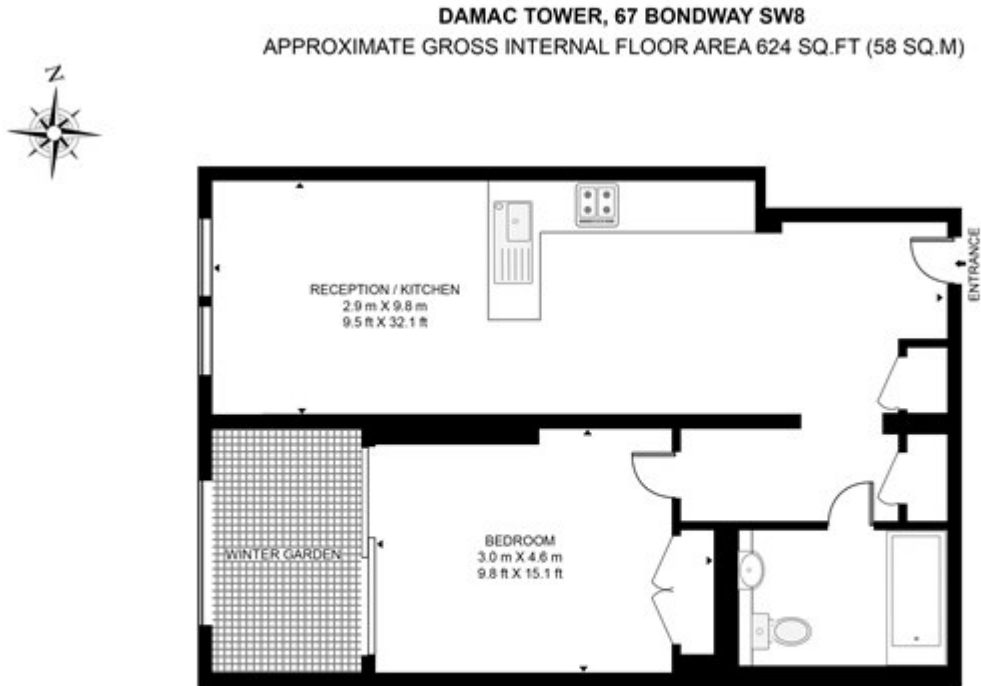 DAMAC TOWER, 67 BONDWAY SW8
APPROXIMATE GROSS INTERNAL FLOOR AREA 624 SQ.FT (58 SQ.M)
N
ENTRANCE
RECEPTION / KITCHEN
2.9 m X 9.8 m
9.5 ft X 32.1 ft
WINTER GARDEN
BEDROOM
3.0 m X 4.6 m
9.8 ft X 15.1 ft